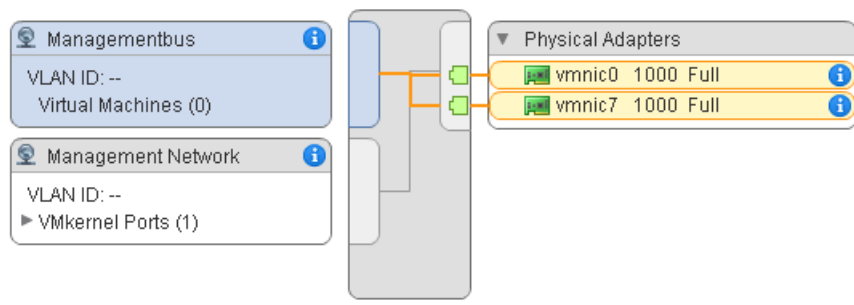 Managementbus
VLAN ID: --
Virtual Machines (0)
Management Network
VLAN ID: --
VMkernel Ports (1)
Physical Adapters
vmnic0 1000 Full
vmnic7 1000 Full